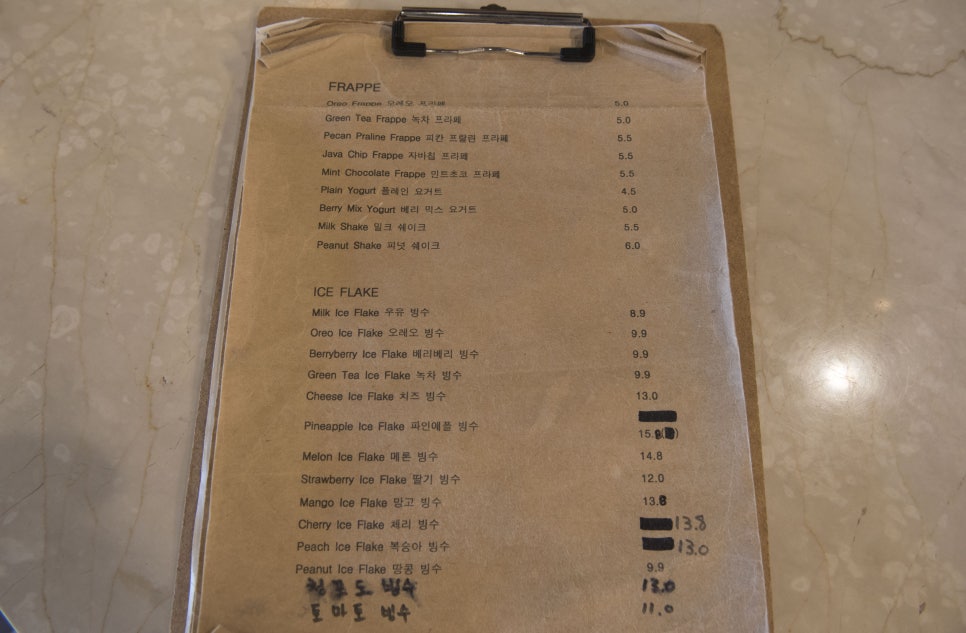 FRAPPE
Oreo Frappe 오레오 프라페 5.0
Green Tea Frappe 녹차 프라페 5.0
Pecan Praline Frappe 피칸 프랄린 프라페 5.5
Java Chip Frappe 자바칩 프라페 5.5
Mint Chocolate Frappe 민트초코 프라페 5.5
Plain Yogurt 플레인 요거트 4.5
Berry Mix Yogurt 베리 믹스 요거트 5.0
Milk Shake 밀크 쉐이크 5.5
Peanut Shake 피넛 쉐이크 6.0
ICE FLAKE
Milk Ice Flake 우유 빙수 8.9
Oreo Ice Flake 오레오 빙수 9.9
Berryberry Ice Flake 베리베리 빙수 9.9
Green Tea Ice Flake 녹차 빙수 9.9
Cheese Ice Flake 치즈 빙수 13.0
Pineapple Ice Flake 파인애플 빙수
Melon Ice Flake 메론 빙수 14.8
Strawberry Ice Flake 딸기 빙수 12.0
Mango Ice Flake 망고 빙수 13.8
Cherry Ice Flake 체리 빙수 13.8
Peach Ice Flake 복숭아 빙수 13.0
Peanut Ice Flake 땅콩 빙수 9.9
청포도 빙수 13.0
토마토 빙수 11.0